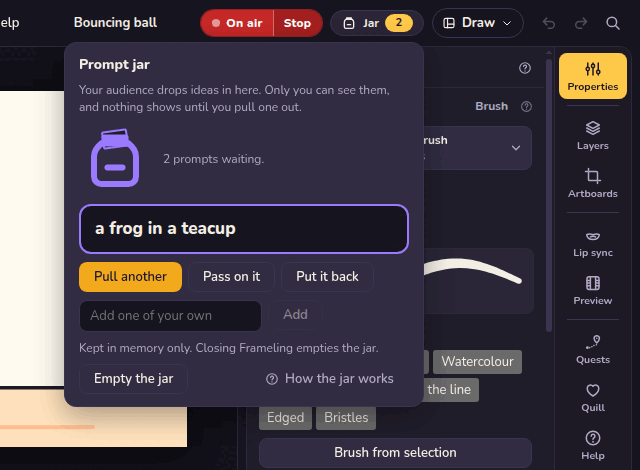 elp
Bouncing ball
On air
Stop
Jar
2
Draw
Prompt jar
Your audience drops ideas in here. Only you can see them,
and nothing shows until you pull one out.
2 prompts waiting.
a frog in a teacup
Pull another
Pass on it
Put it back
Add one of your own
Add
Kept in memory only. Closing Frameling empties the jar.
Empty the jar
How the jar works
Brush
rush
Watercolour
the line
Edged
Bristles
Brush from selection
Properties
Layers
Artboards
Lip sync
Preview
Quests
Quill
Help